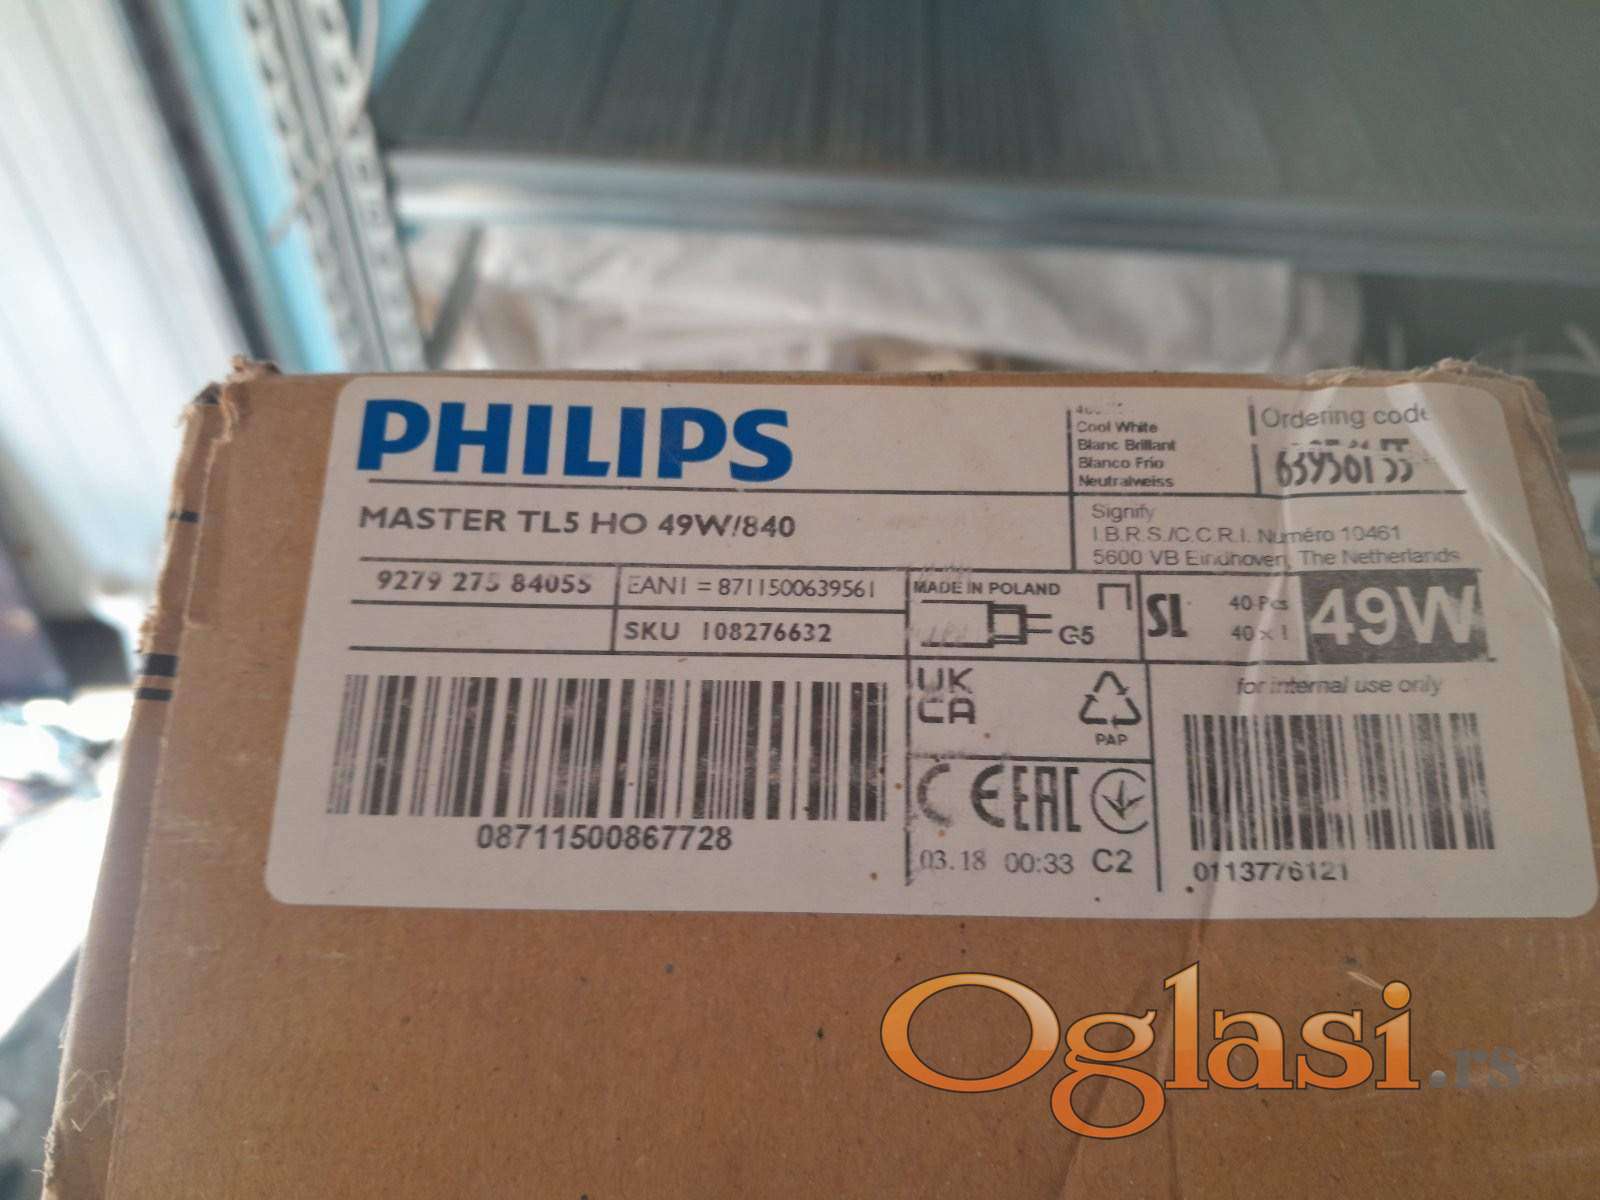 PHILIPS
Cool White
Blanc Brillant
Blanco Frío
Neutralweiss
Ordering code
MASTER TL5 HO 49W/840
Signify
I.B.R.S./C.C.R.I. Numéro 10461
5600 VB Eindhoven, The Netherlands
9279 275 84055
EAN1 = 8711500639561
SKU 108276632
MADE IN POLAND
G5
SL
40 Pcs
40 x 1
49W
UK
CA
PAP
for internal use only
08711500867728
CE EAC
03.18 00:33 C2
0113776121
Oglasi.rs